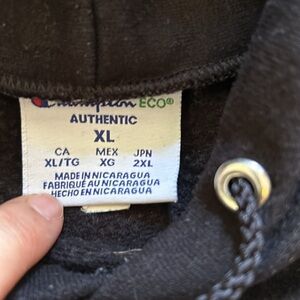 Champion ECO®
AUTHENTIC
XL
CA MEX JPN
XL/TG XG 2XL
MADE IN NICARAGUA
FABRIQUÉ AU NICARAGUA
HECHO EN NICARAGUA